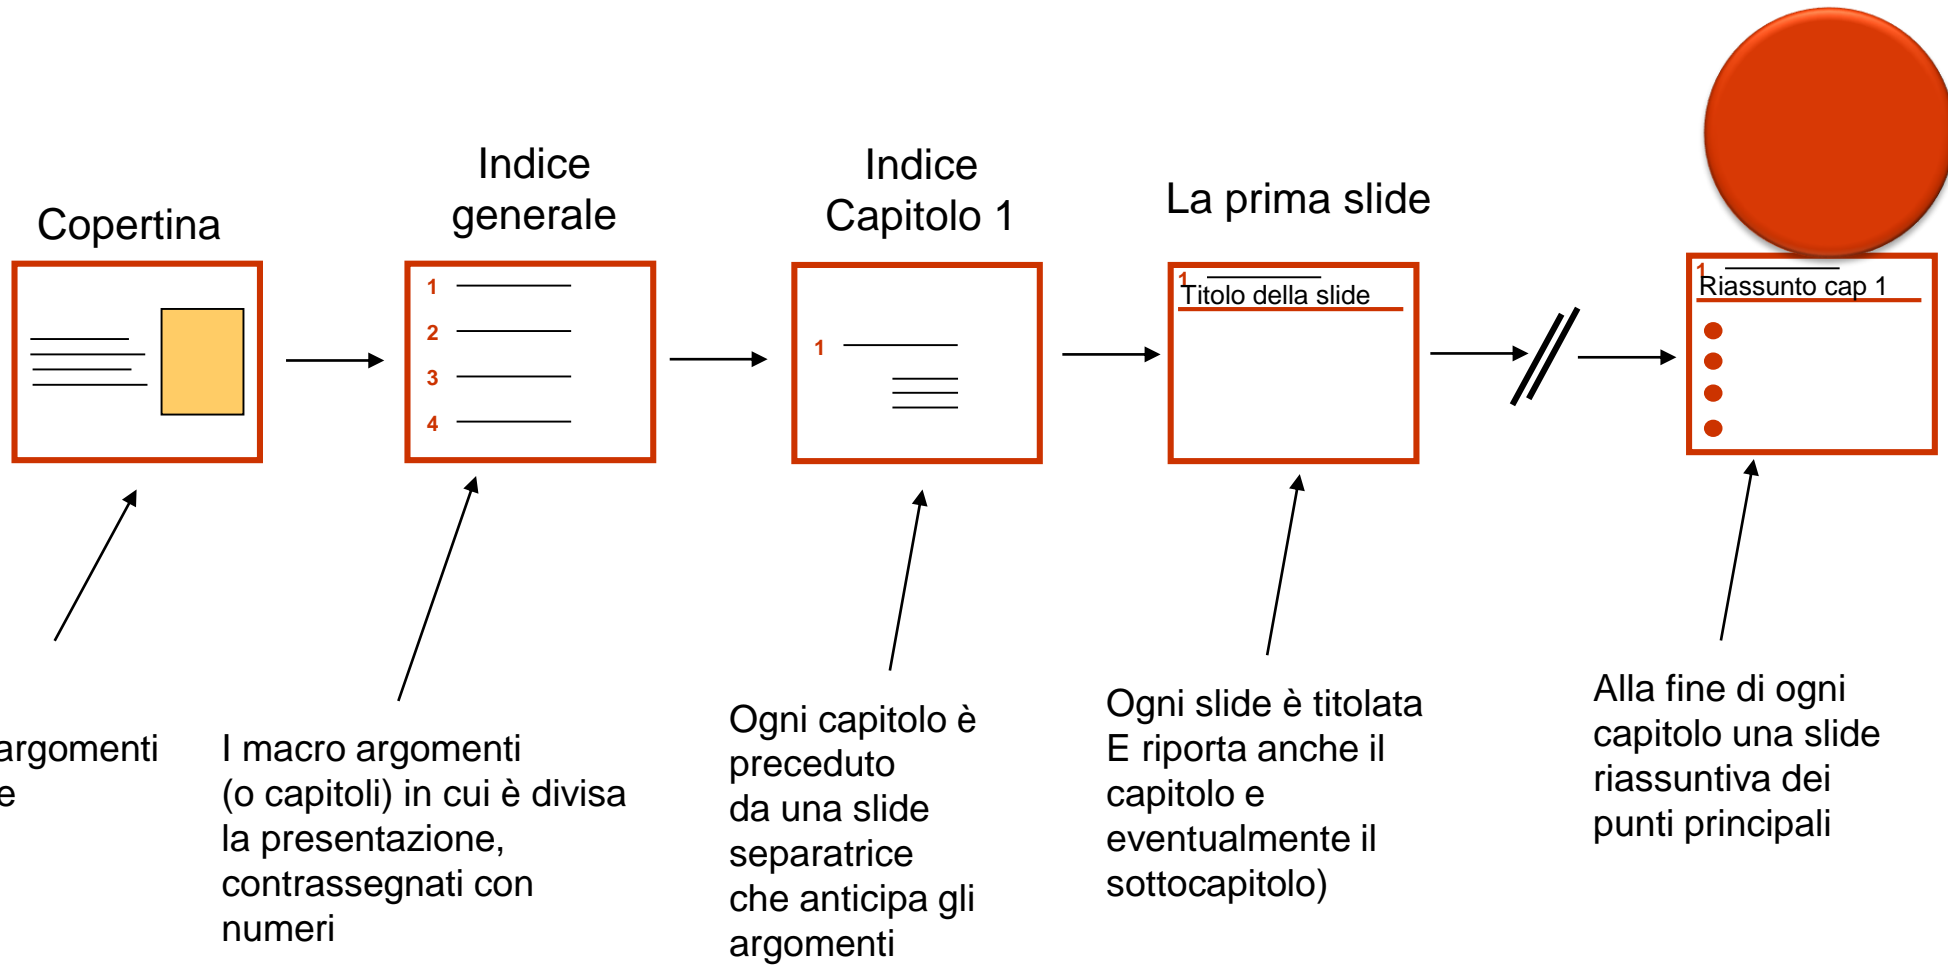 Copertina
Indice
generale
Indice
Capitolo 1
La prima slide
1
2
3
4
1
1
Titolo della slide
1
Riassunto cap 1
argomenti
e
I macro argomenti
(o capitoli) in cui è divisa
la presentazione,
contrassegnati con
numeri
Ogni capitolo è
preceduto
da una slide
separatrice
che anticipa gli
argomenti
Ogni slide è titolata
E riporta anche il
capitolo e
eventualmente il
sottocapitolo)
Alla fine di ogni
capitolo una slide
riassuntiva dei
punti principali